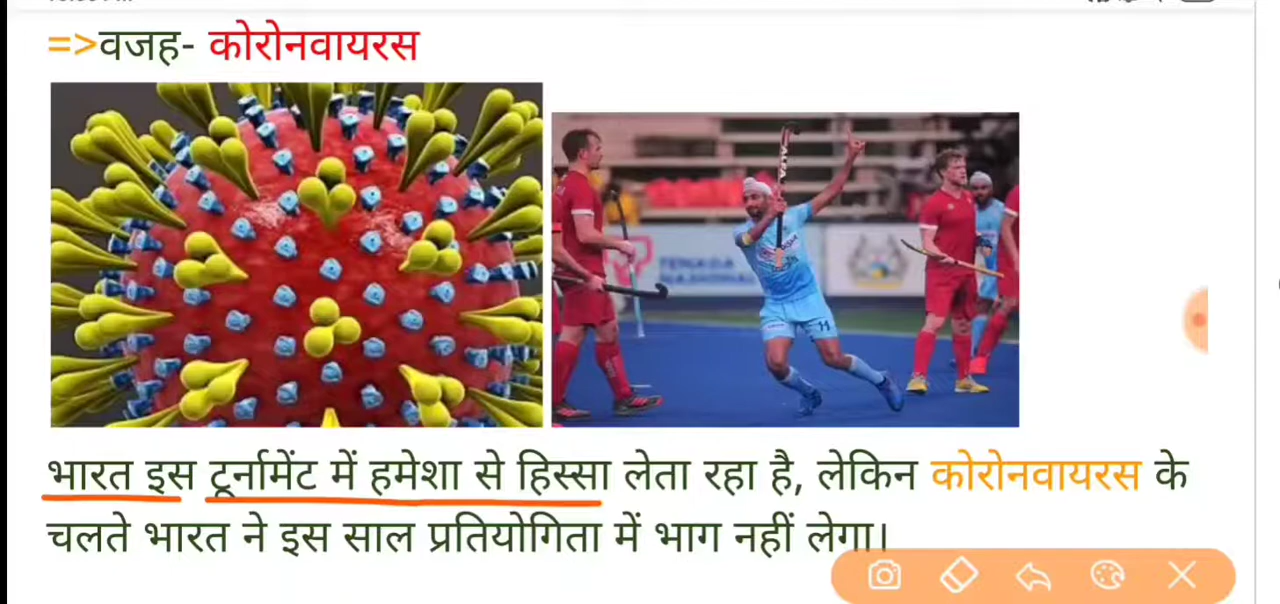 =>वजह- कोरोनवायरस
भारत इस टूर्नामेंट में हमेशा से हिस्सा लेता रहा है, लेकिन कोरोनवायरस के
चलते भारत ने इस साल प्रतियोगिता में भाग नहीं लेगा।